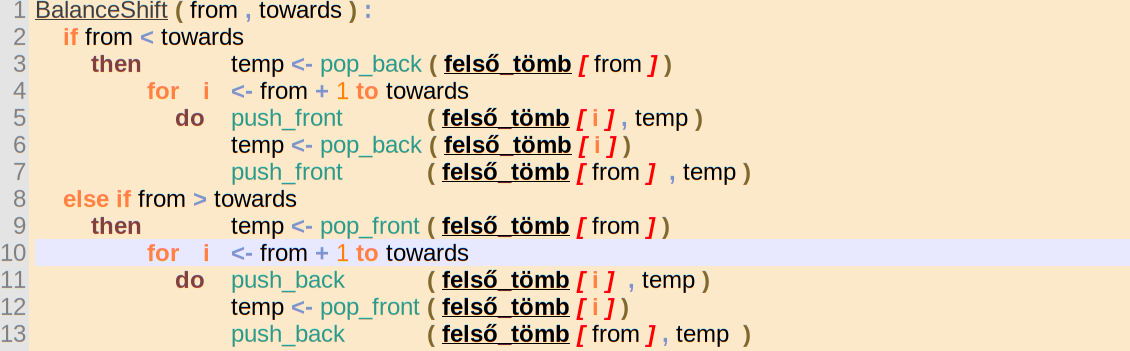 1 BalanceShift ( from , towards ) :
2 if from < towards
3 then temp <- pop_back ( felső_tömb [ from ] )
4 for i <- from + 1 to towards
5 do push_front ( felső_tömb [ i ] , temp )
6 temp <- pop_back ( felső_tömb [ i ] )
7 push_front ( felső_tömb [ from ] , temp )
8 else if from > towards
9 then temp <- pop_front ( felső_tömb [ from ] )
10 for i <- from + 1 to towards
11 do push_back ( felső_tömb [ i ] , temp )
12 temp <- pop_front ( felső_tömb [ i ] )
13 push_back ( felső_tömb [ from ] , temp )